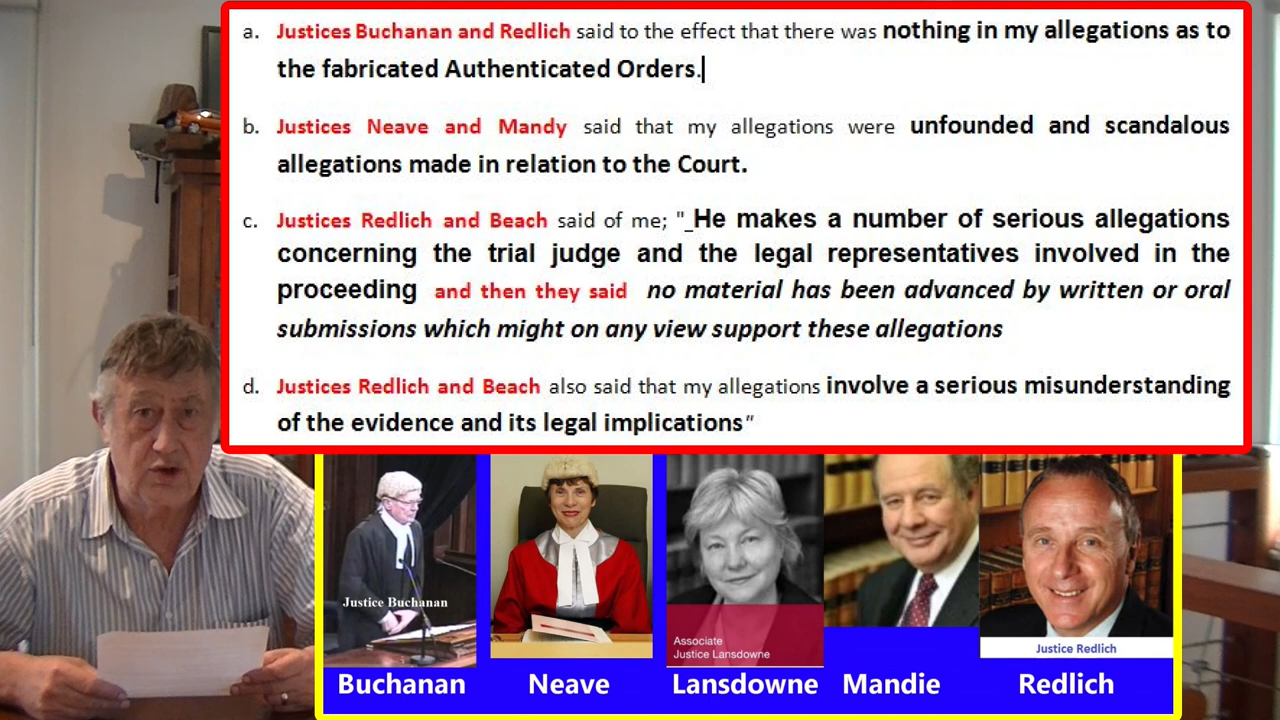 a. Justices Buchanan and Redlich said to the effect that there was nothing in my allegations as to
the fabricated Authenticated Orders.
b. Justices Neave and Mandy said that my allegations were unfounded and scandalous
allegations made in relation to the Court.
c. Justices Redlich and Beach said of me; "_He makes a number of serious allegations
concerning the trial judge and the legal representatives involved in the
proceeding and then they said no material has been advanced by written or oral
submissions which might on any view support these allegations
d. Justices Redlich and Beach also said that my allegations involve a serious misunderstanding
of the evidence and its legal implications"
Justice Buchanan
Associate
Justice Lansdowne
Justice Redlich
Buchanan Neave Lansdowne Mandie Redlich